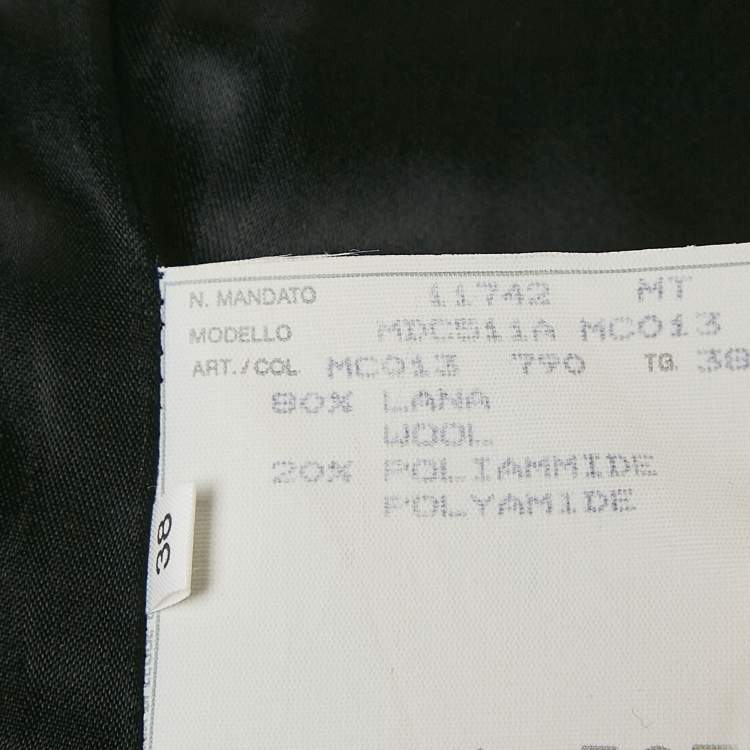 N. MANDATO 11742 MT
MODELLO MDC511A MC013
ART./COL MC013 790 TG. 38
80% LANA
WOOL
20% POLIAMMIDE
POLYAMIDE
38